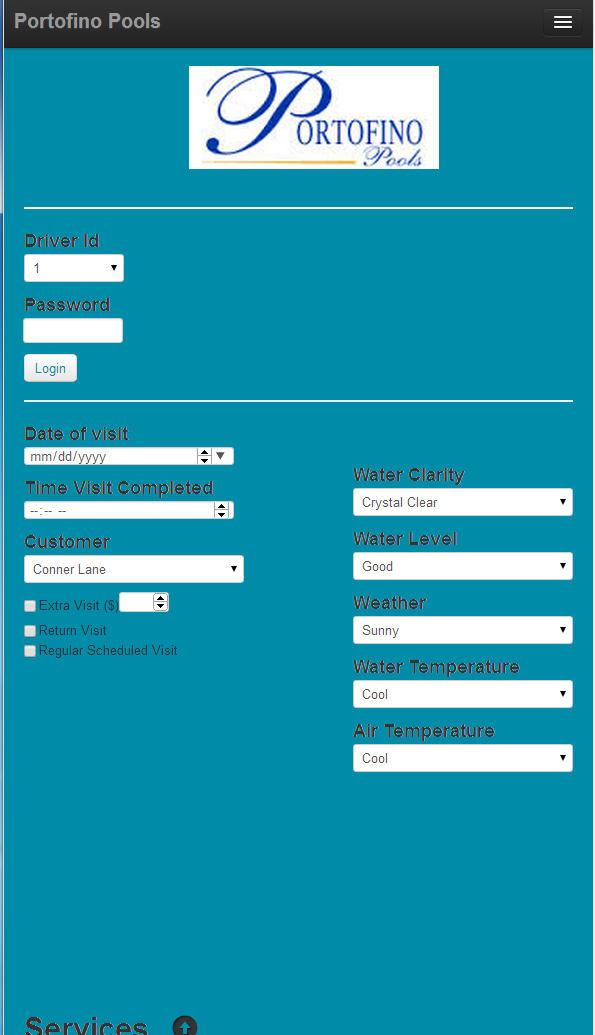 Portofino Pools
PORTOFINO
Pools
Driver Id
1
Password
Login
Date of visit
mm/dd/yyyy
Time Visit Completed
--:-- --
Customer
Conner Lane
Extra Visit ($)
Return Visit
Regular Scheduled Visit
Water Clarity
Crystal Clear
Water Level
Good
Weather
Sunny
Water Temperature
Cool
Air Temperature
Cool
Services